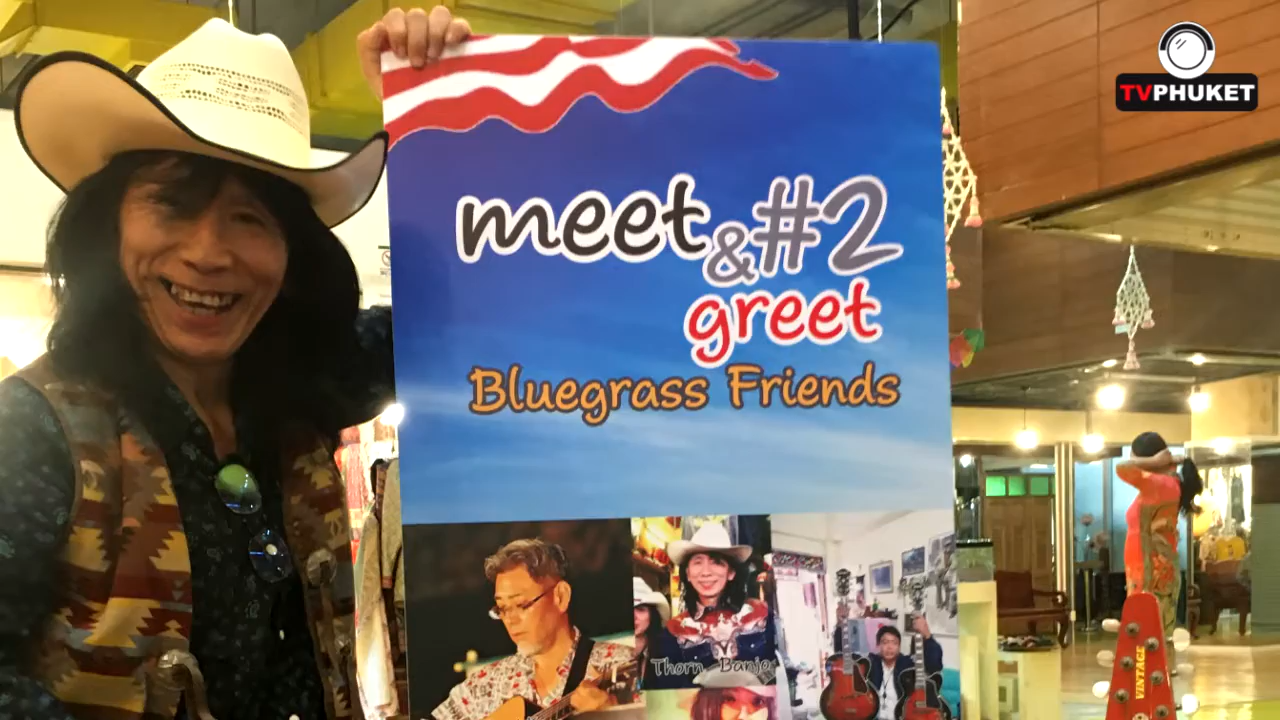 TVPHUKET
meet
& #2
greet
Bluegrass Friends
Thorn Banjo
VINTAGE